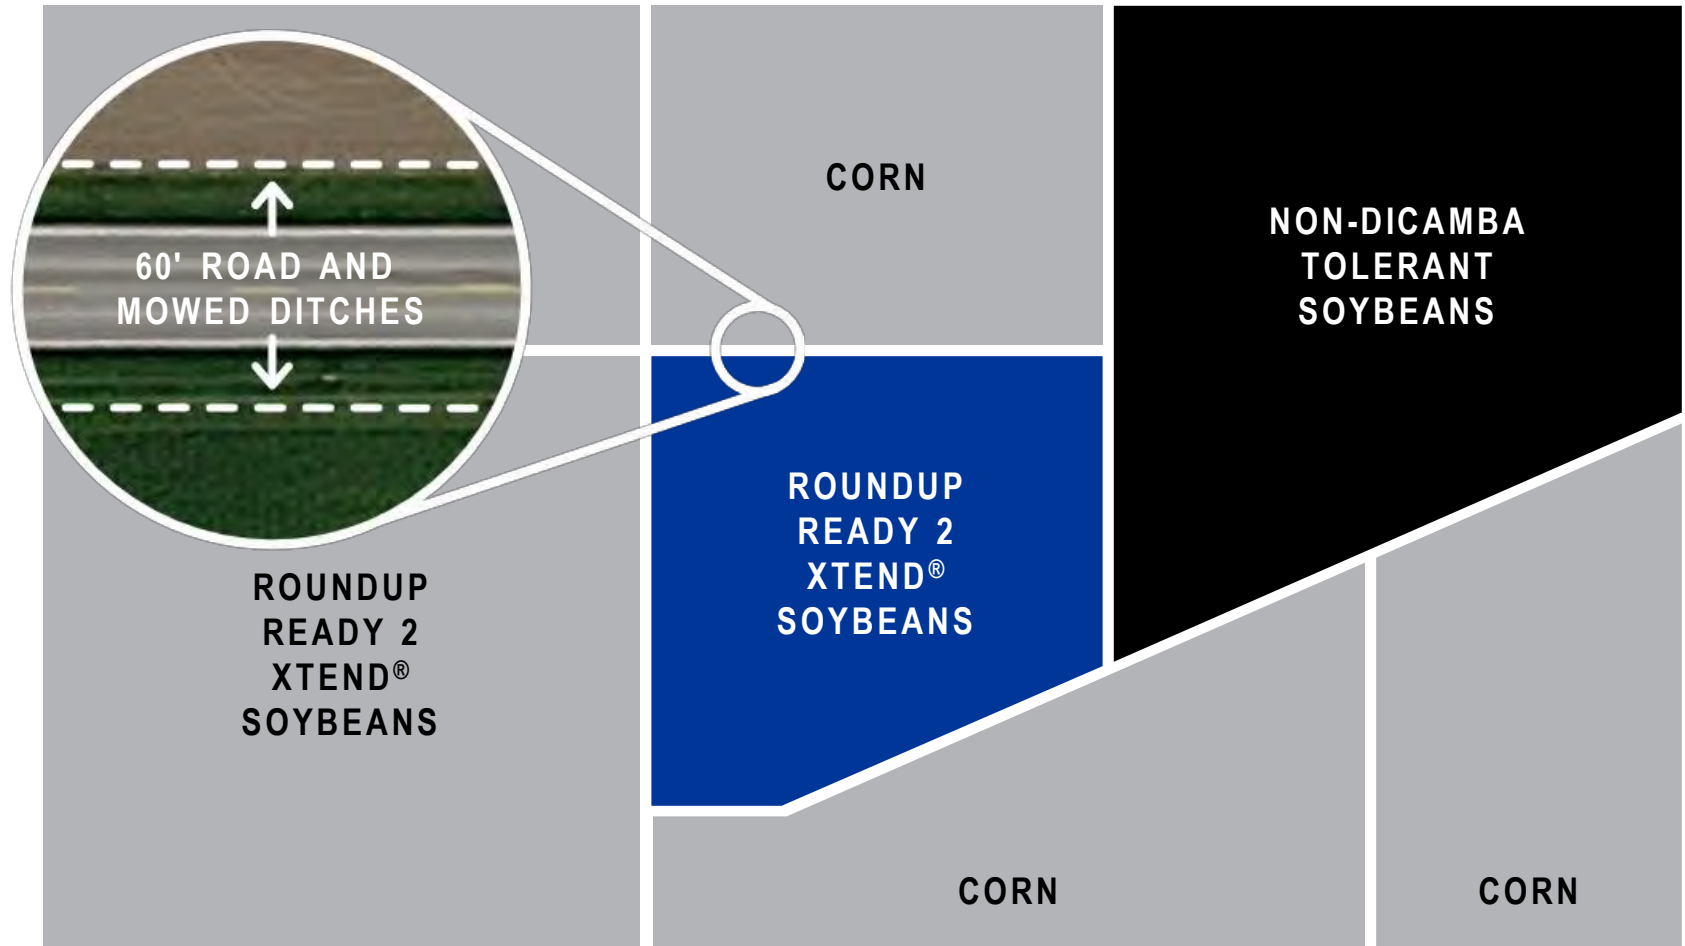 60' ROAD AND
MOWED DITCHES
CORN
NON-DICAMBA
TOLERANT
SOYBEANS
ROUNDUP
READY 2
XTEND®
SOYBEANS
ROUNDUP
READY 2
XTEND®
SOYBEANS
CORN
CORN